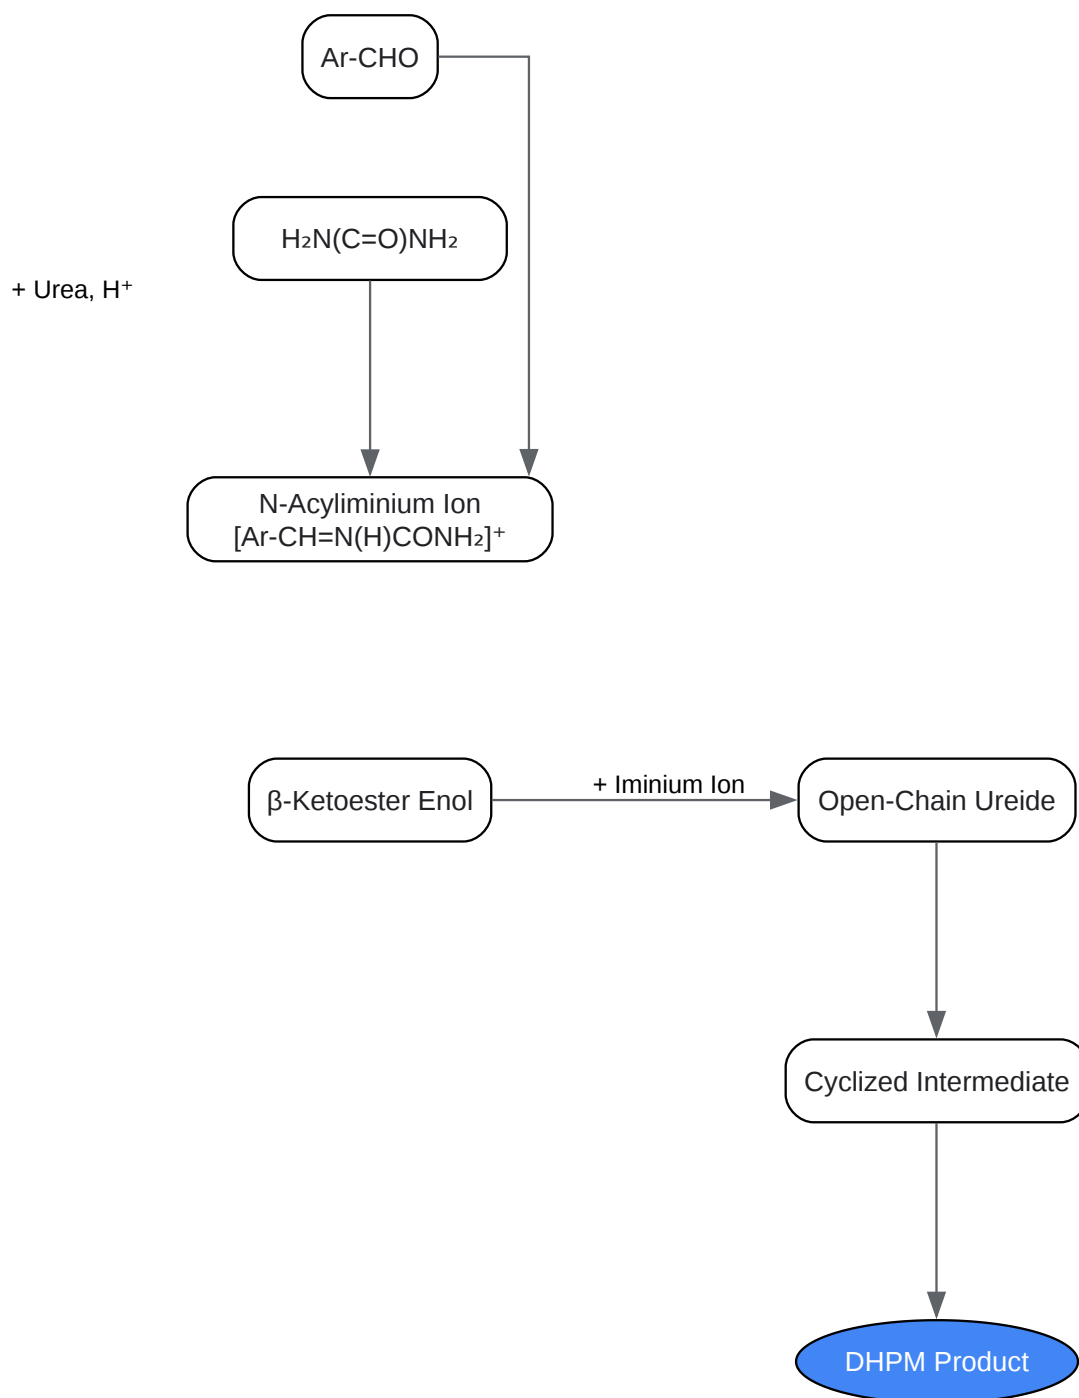 Ar-CHO
H₂N(C=O)NH₂
+ Urea, H⁺
N-Acyliminium Ion
[Ar-CH=N(H)CONH₂]⁺
β-Ketoester Enol
+ Iminium Ion
Open-Chain Ureide
Cyclized Intermediate
DHPM Product